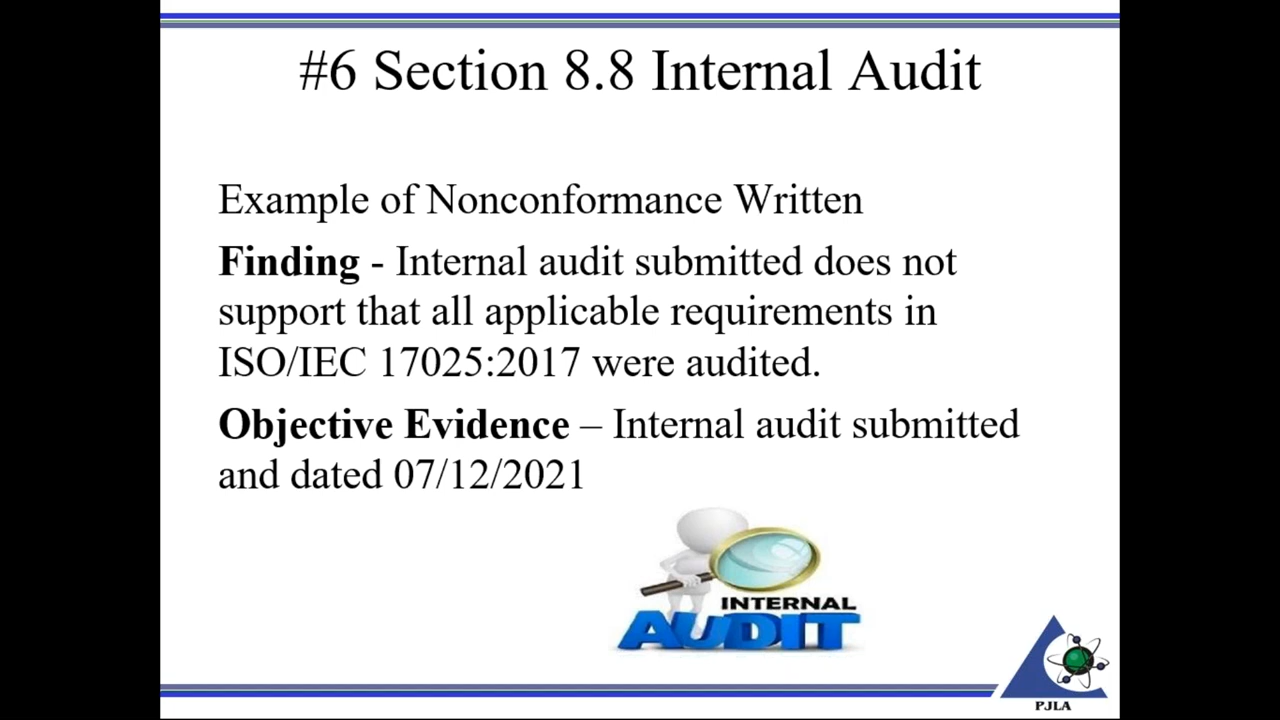 #6 Section 8.8 Internal Audit
Example of Nonconformance Written
Finding - Internal audit submitted does not
support that all applicable requirements in
ISO/IEC 17025:2017 were audited.
Objective Evidence – Internal audit submitted
and dated 07/12/2021
INTERNAL
AUDIT
PJLA